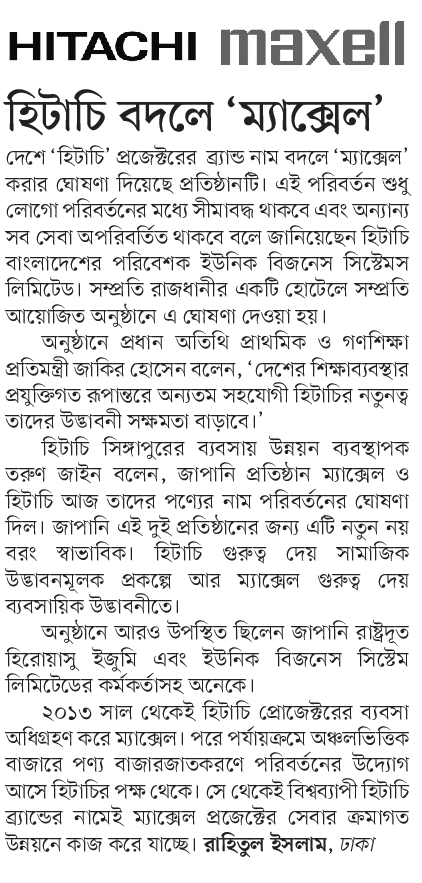 HITACHI maxell
হিটাচি বদলে ‘ম্যাক্সেল’
দেশে ‘হিটাচি’ প্রজেক্টরের ব্র্যান্ড নাম বদলে ‘ম্যাক্সেল’
করার ঘোষণা দিয়েছে প্রতিষ্ঠানটি। এই পরিবর্তন শুধু
লোগো পরিবর্তনের মধ্যে সীমাবদ্ধ থাকবে এবং অন্যান্য
সব সেবা অপরিবর্তিত থাকবে বলে জানিয়েছেন হিটাচি
বাংলাদেশের পরিবেশক ইউনিক বিজনেস সিস্টেমস
লিমিটেড। সম্প্রতি রাজধানীর একটি হোটেলে সম্প্রতি
আয়োজিত অনুষ্ঠানে এ ঘোষণা দেওয়া হয়।
অনুষ্ঠানে প্রধান অতিথি প্রাথমিক ও গণশিক্ষা
প্রতিমন্ত্রী জাকির হোসেন বলেন, ‘দেশের শিক্ষাব্যবস্থার
প্রযুক্তিগত রূপান্তরে অন্যতম সহযোগী হিটাচির নতুনত্ব
তাদের উদ্ভাবনী সক্ষমতা বাড়াবে।’
হিটাচি সিঙ্গাপুরের ব্যবসায় উন্নয়ন ব্যবস্থাপক
তরুণ জাইন বলেন, জাপানি প্রতিষ্ঠান ম্যাক্সেল ও
হিটাচি আজ তাদের পণ্যের নাম পরিবর্তনের ঘোষণা
দিল। জাপানি এই দুই প্রতিষ্ঠানের জন্য এটি নতুন নয়
বরং স্বাভাবিক। হিটাচি গুরুত্ব দেয় সামাজিক
উদ্ভাবনমূলক প্রকল্পে আর ম্যাক্সেল গুরুত্ব দেয়
ব্যবসায়িক উদ্ভাবনীতে।
অনুষ্ঠানে আরও উপস্থিত ছিলেন জাপানি রাষ্ট্রদূত
হিরোয়াসু ইজুমি এবং ইউনিক বিজনেস সিস্টেম
লিমিটেডের কর্মকর্তাসহ অনেকে।
২০১৩ সাল থেকেই হিটাচি প্রোজেক্টরের ব্যবসা
অধিগ্রহণ করে ম্যাক্সেল। পরে পর্যায়ক্রমে অঞ্চলভিত্তিক
বাজারে পণ্য বাজারজাতকরণে পরিবর্তনের উদ্যোগ
আসে হিটাচির পক্ষ থেকে। সে থেকেই বিশ্বব্যাপী হিটাচি
ব্র্যান্ডের নামেই ম্যাক্সেল প্রজেক্টের সেবার ক্রমাগত
উন্নয়নে কাজ করে যাচ্ছে। রাহিতুল ইসলাম, ঢাকা